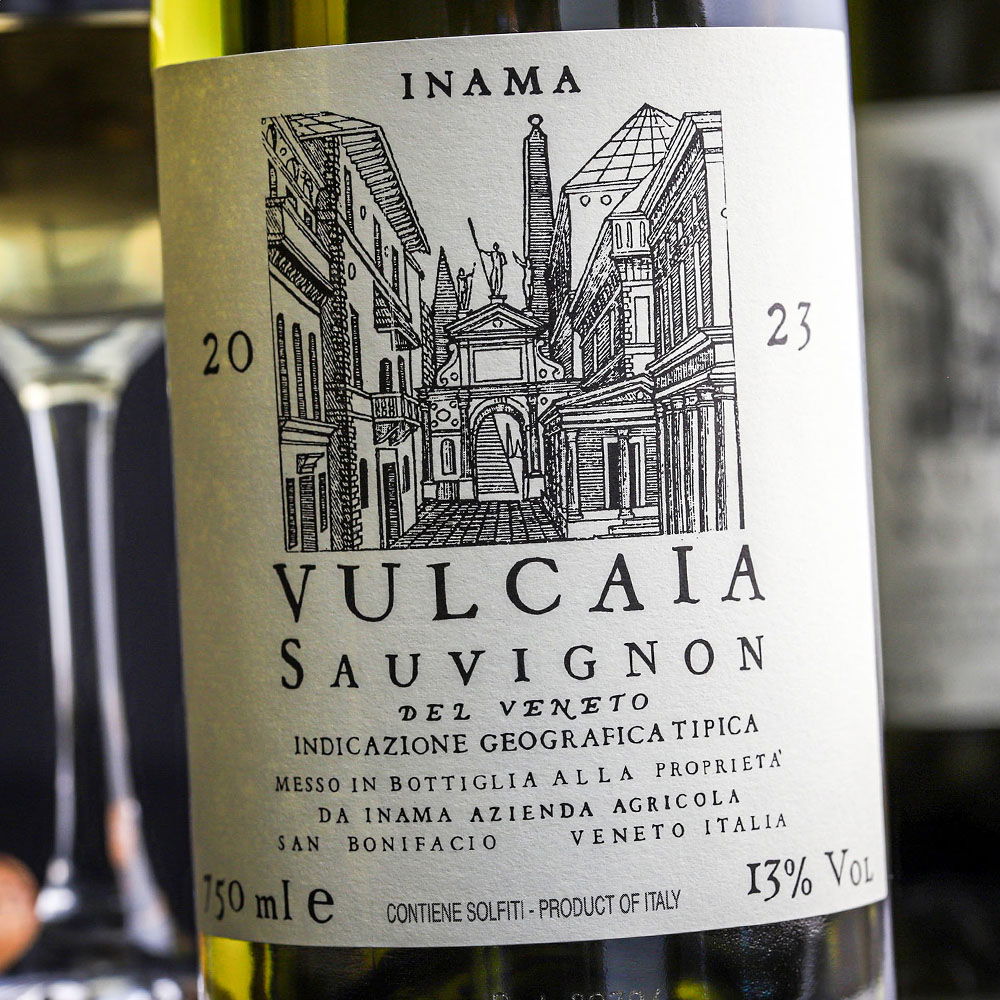 INAMA
20 23
VULCAIA
SAUVIGNON
DEL VENETO
INDICAZIONE GEOGRAFICA TIPICA
MESSO IN BOTTIGLIA ALLA PROPRIETA'
DA INAMA AZIENDA AGRICOLA
SAN BONIFACIO VENETO ITALIA
750 ml e 13% VOL
CONTIENE SOLFITI - PRODUCT OF ITALY